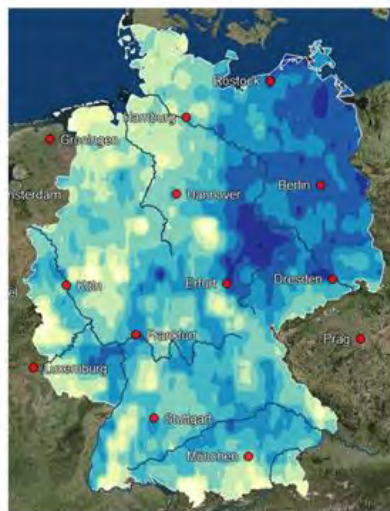 Rostock
Hamburg
Groningen
msterdam
Hannover
Berlin
Köln
Erfurt
Dresden
Frankfurt
Prag
Luxemburg
Stuttgart
München